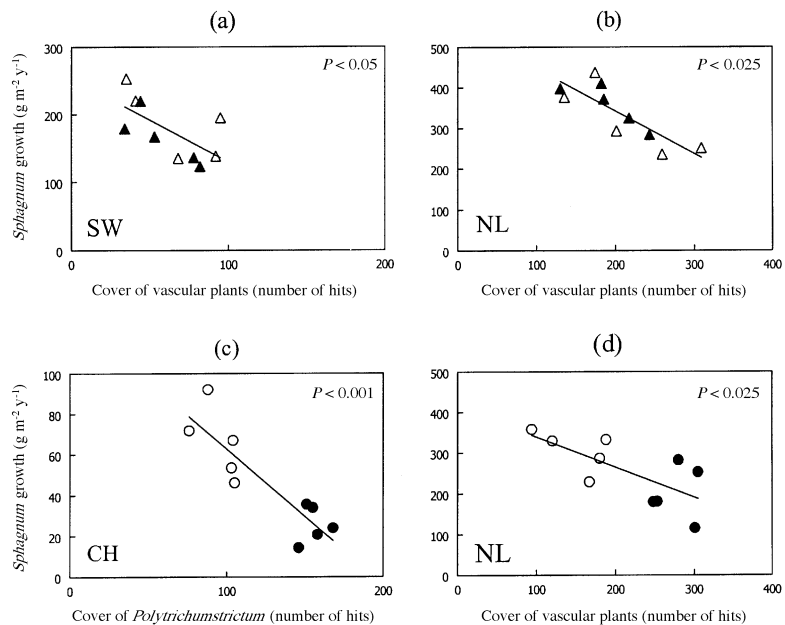 (a)
300
200
100
0
Sphagnum growth (g m⁻² y⁻¹)
P < 0.05
SW
0 100 200
Cover of vascular plants (number of hits)
(b)
500
400
300
200
100
0
P < 0.025
NL
0 100 200 300 400
Cover of vascular plants (number of hits)
(c)
100
80
60
40
20
0
Sphagnum growth (g m⁻² y⁻¹)
P < 0.001
CH
0 100 200
Cover of Polytrichumstrictum (number of hits)
(d)
500
400
300
200
100
0
P < 0.025
NL
0 100 200 300 400
Cover of vascular plants (number of hits)